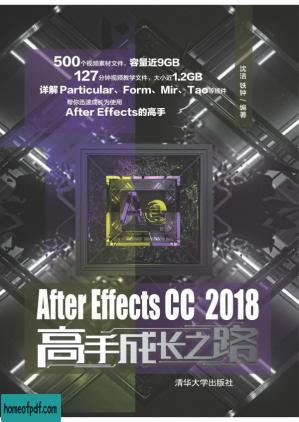 500个视频素材文件，容量近9GB
127分钟视频教学文件，大小近1.2GB
详解Particular、Form、Mir、Tao等插件
帮你迅速成长为使用
After Effects的高手
沈洁 铁钟 / 编著
Ae
After Effects CC 2018
高手成长之路
清华大学出版社
homeofpdf.com